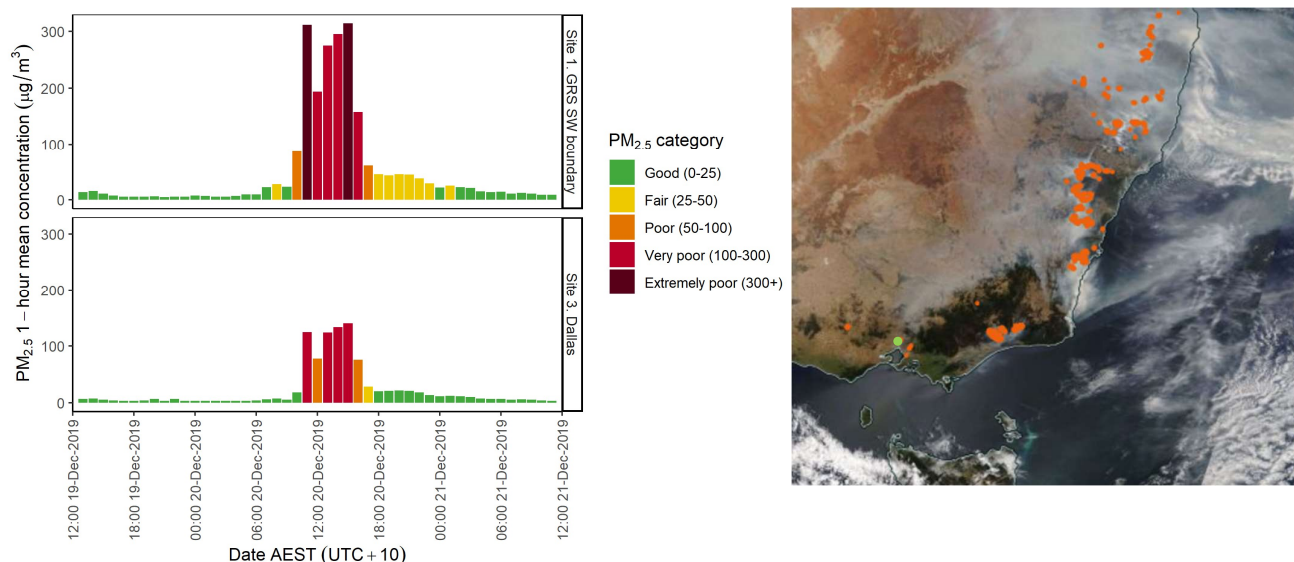 PM2.5 1−hour mean concentration (μg/m³)
300
200
100
0
Site 1. GRS SW boundary
300
200
100
0
Site 3. Dallas
12:00 19-Dec-2019
18:00 19-Dec-2019
00:00 20-Dec-2019
06:00 20-Dec-2019
12:00 20-Dec-2019
18:00 20-Dec-2019
00:00 21-Dec-2019
06:00 21-Dec-2019
12:00 21-Dec-2019
Date AEST (UTC+10)
PM2.5 category
Good (0-25)
Fair (25-50)
Poor (50-100)
Very poor (100-300)
Extremely poor (300+)